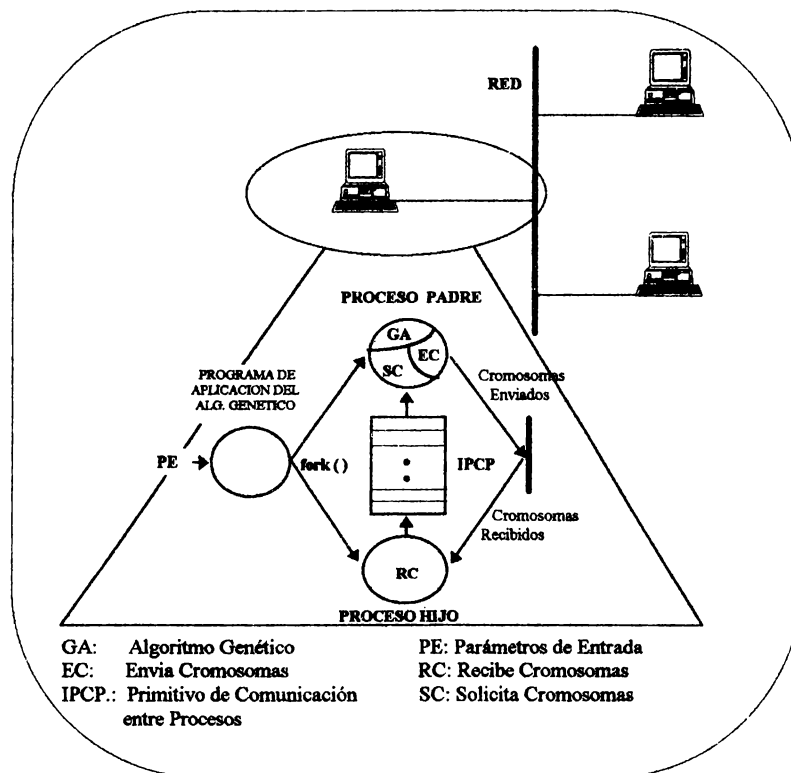 RED
PROCESO PADRE
GA
EC
SC
PROGRAMA DE
APLICACION DEL
ALG. GENETICO
Cromosomas
Enviados
PE
fork ( )
IPCP
Cromosomas
Recibidos
RC
PROCESO HIJO
GA: Algoritmo Genético
EC: Envia Cromosomas
IPCP.: Primitivo de Comunicación
entre Procesos
PE: Parámetros de Entrada
RC: Recibe Cromosomas
SC: Solicita Cromosomas